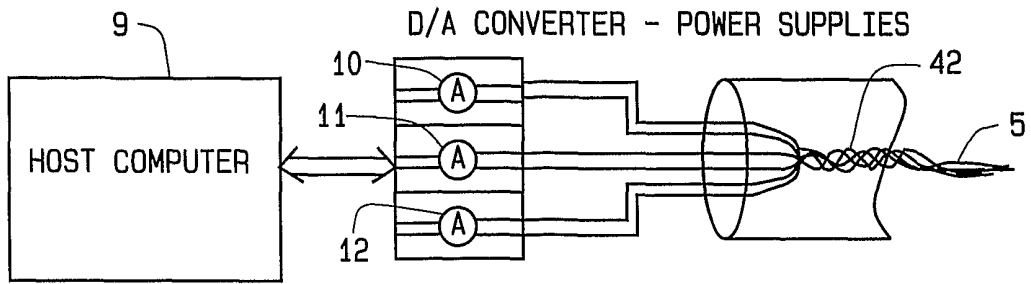 D/A CONVERTER - POWER SUPPLIES
9
10
42
A
11
5
HOST COMPUTER
A
12
A